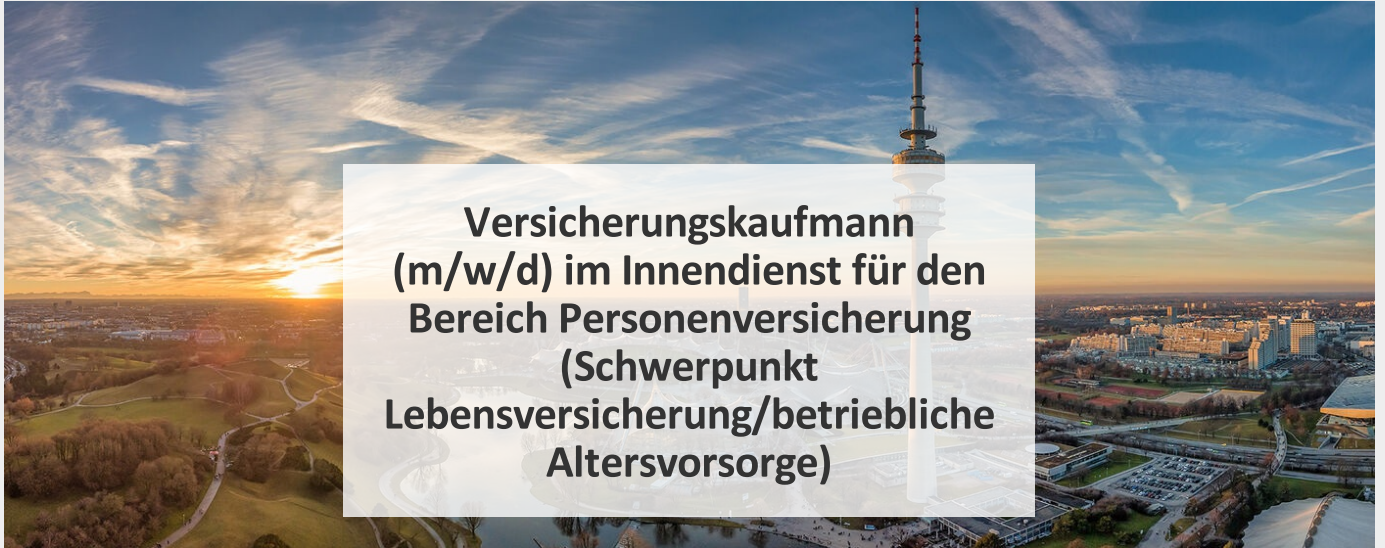 Versicherungskaufmann
(m/w/d) im Innendienst für den
Bereich Personenversicherung
(Schwerpunkt
Lebensversicherung/betriebliche
Altersvorsorge)